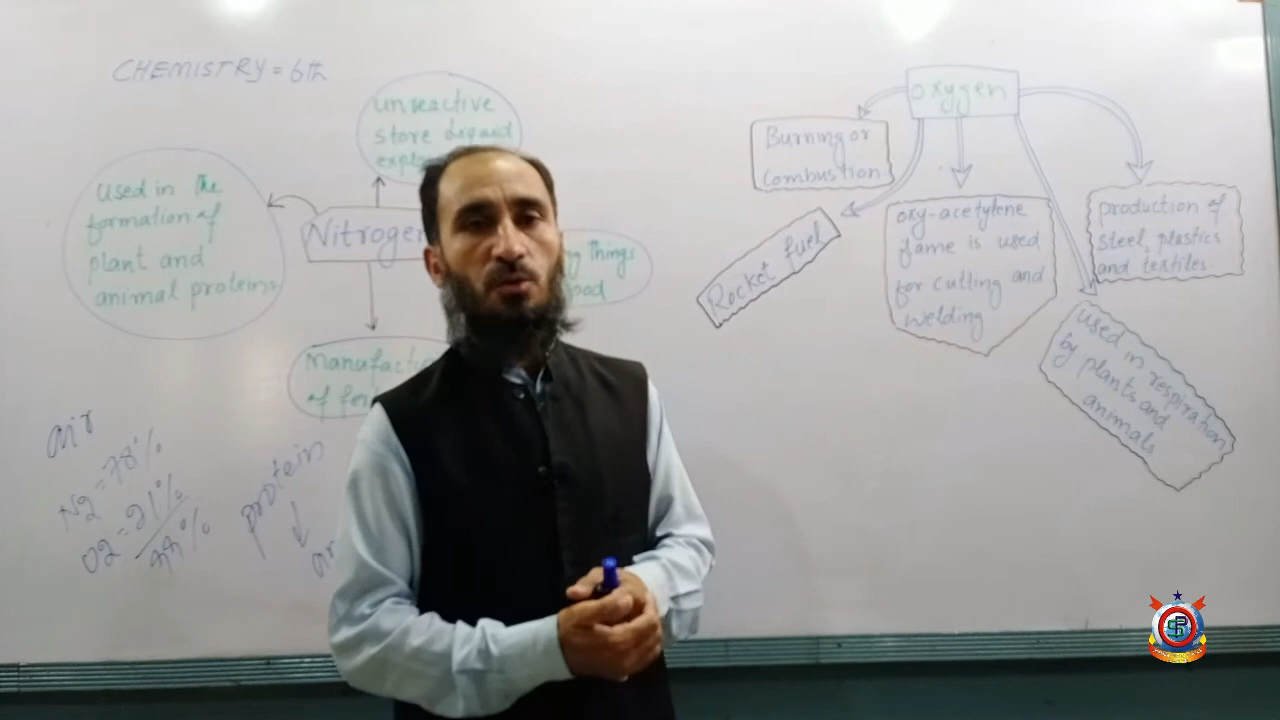 CHEMISTRY = 6th
unreactive
store liquid
used in the
formation of
plant and
animal proteins
Nitrogen
things
of
air
N2 = 78%
O2 = 21%
99%
protein
oxygen
Burning or
combustion
Rocket fuel
oxy-acetylene
flame is used
for cutting and
welding
production of
steel, plastics
and textiles
used in respiration
by plants and
animals